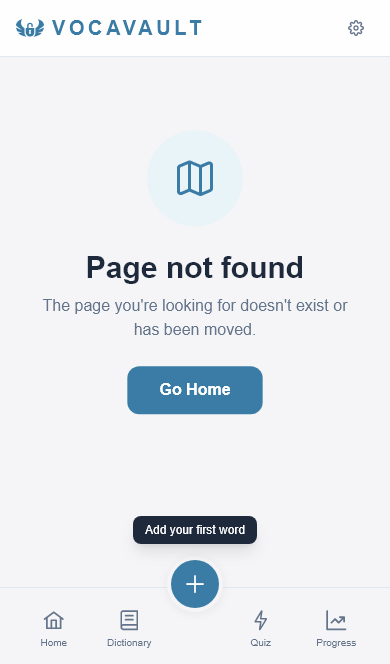 VOCAVAULT
Page not found
The page you're looking for doesn't exist or
has been moved.
Go Home
Add your first word
Home
Dictionary
Quiz
Progress